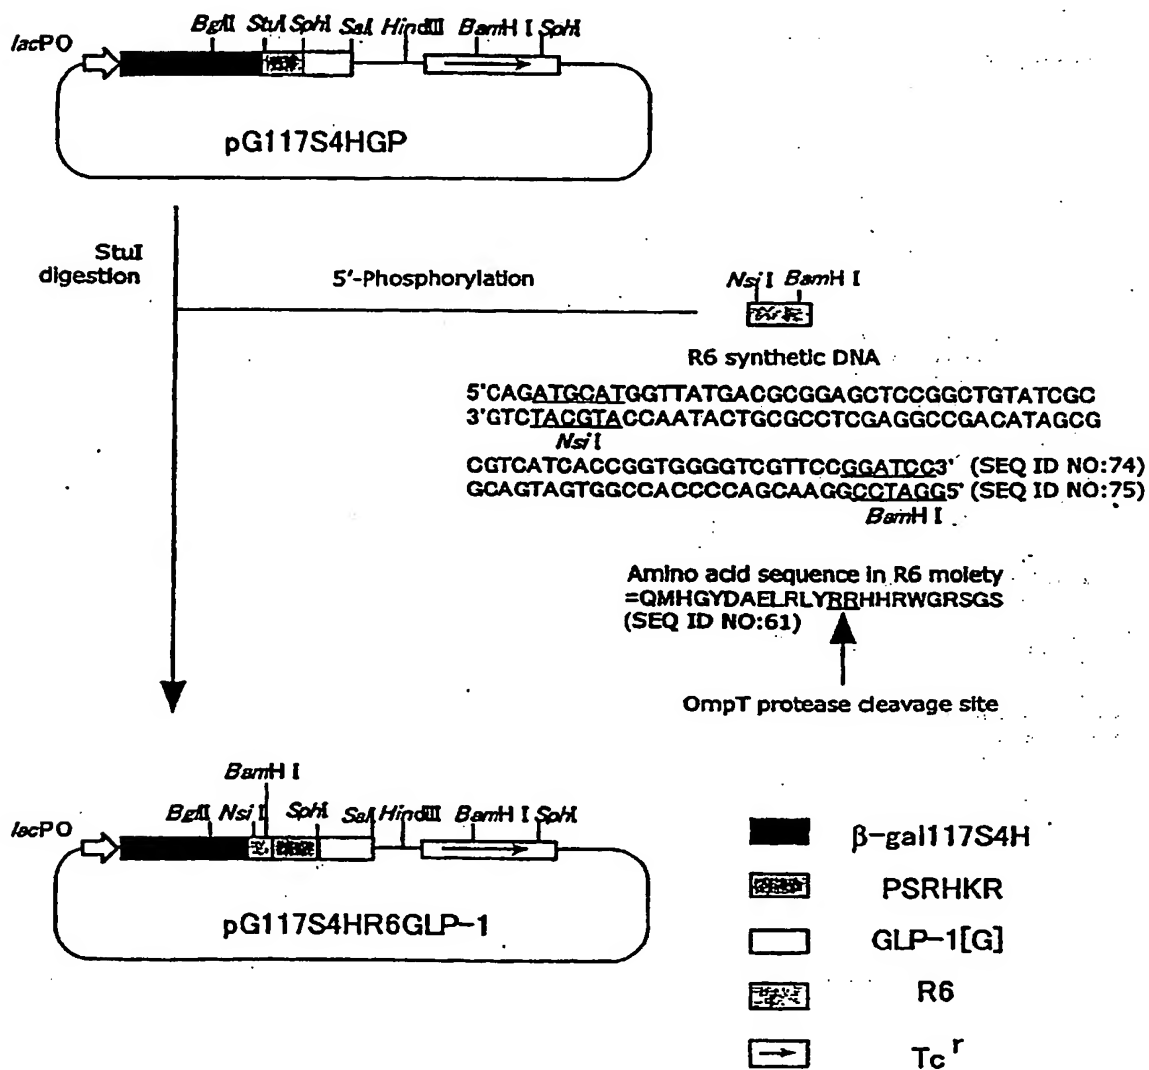 BglII StuI SphI SalI HindIII BamH I SphI
lacPO
pG117S4HGP
StuI
digestion
5'-Phosphorylation
Nsi I BamH I
R6 synthetic DNA
5'CAGATGCATGGTTATGACGCGGAGCTCCGGCTGTATCGC
3'GTCTACGTACCAATACTGCGCCTCGAGGCCGACATAGCG
Nsi I
CGTCATCACCGGTGGGGTCGTTCCGGATCC3' (SEQ ID NO:74)
GCAGTAGTGGCCACCCCAGCAAGGCCTAGG5' (SEQ ID NO:75)
BamH I
Amino acid sequence in R6 moiety
=QMHGYDAELRLYRRHHRWGRSGS
(SEQ ID NO:61)
OmpT protease cleavage site
BamH I
BglII Nsi I SphI SalI HindIII BamH I SphI
lacPO
pG117S4HR6GLP-1
β-gal117S4H
PSRHKR
GLP-1[G]
R6
Tc r